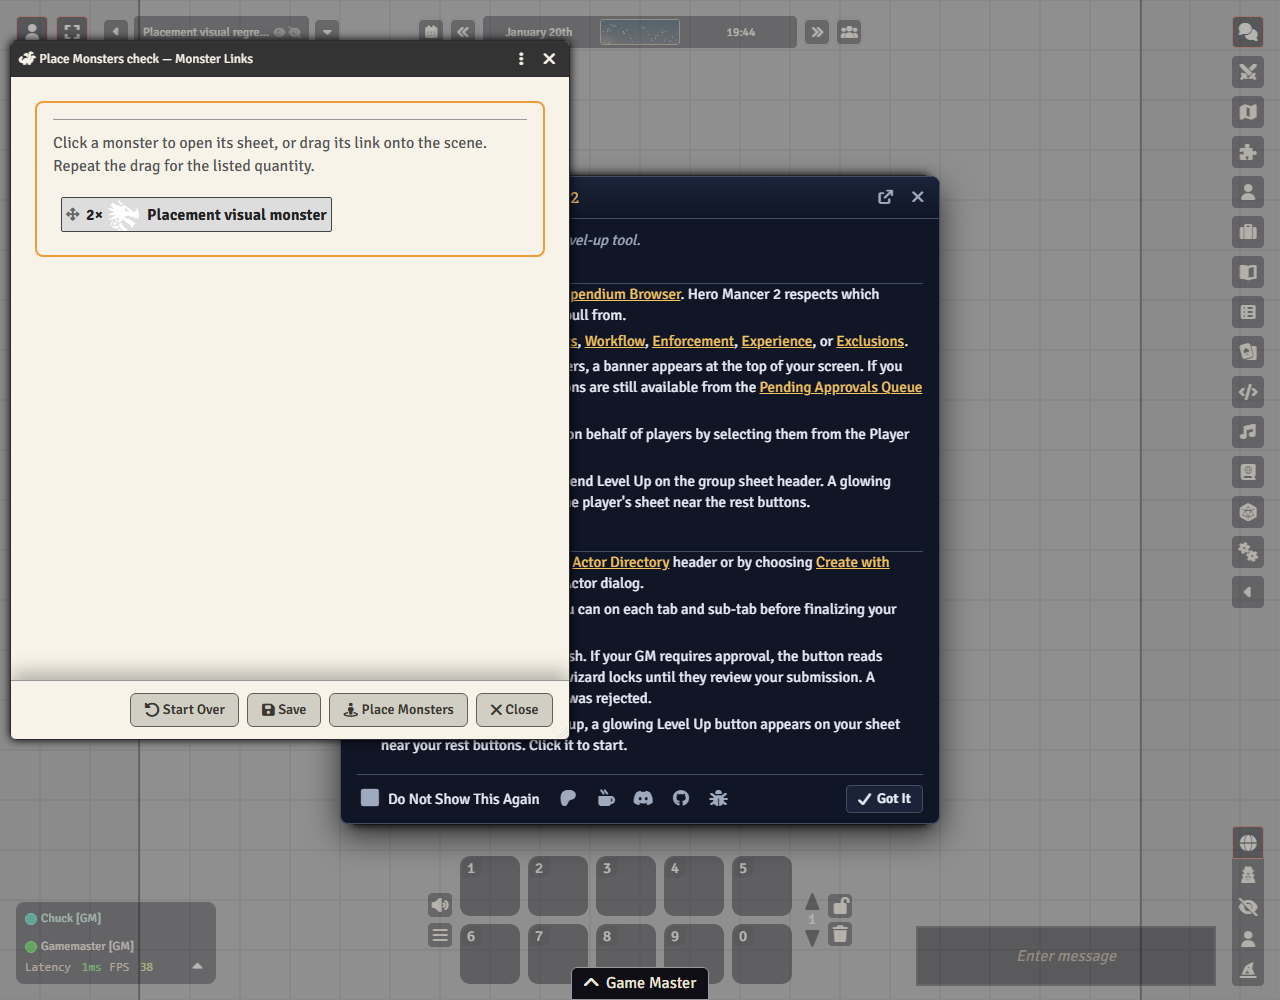 Placement visual regre...
January 20th
19:44
Place Monsters check — Monster Links
Click a monster to open its sheet, or drag its link onto the scene.
Repeat the drag for the listed quantity.
2× Placement visual monster
Start Over
Save
Place Monsters
Close
2
vel-up tool.
pendium Browser. Hero Mancer 2 respects which
ull from.
s, Workflow, Enforcement, Experience, or Exclusions.
ers, a banner appears at the top of your screen. If you
ons are still available from the Pending Approvals Queue
on behalf of players by selecting them from the Player
end Level Up on the group sheet header. A glowing
e player's sheet near the rest buttons.
Actor Directory header or by choosing Create with
Actor dialog.
u can on each tab and sub-tab before finalizing your
sh. If your GM requires approval, the button reads
wizard locks until they review your submission. A
was rejected.
up, a glowing Level Up button appears on your sheet
near your rest buttons. Click it to start.
Do Not Show This Again
Got It
1
2
3
4
5
6
7
8
9
0
1
Chuck [GM]
Gamemaster [GM]
Latency 1ms FPS 38
Game Master
Enter message